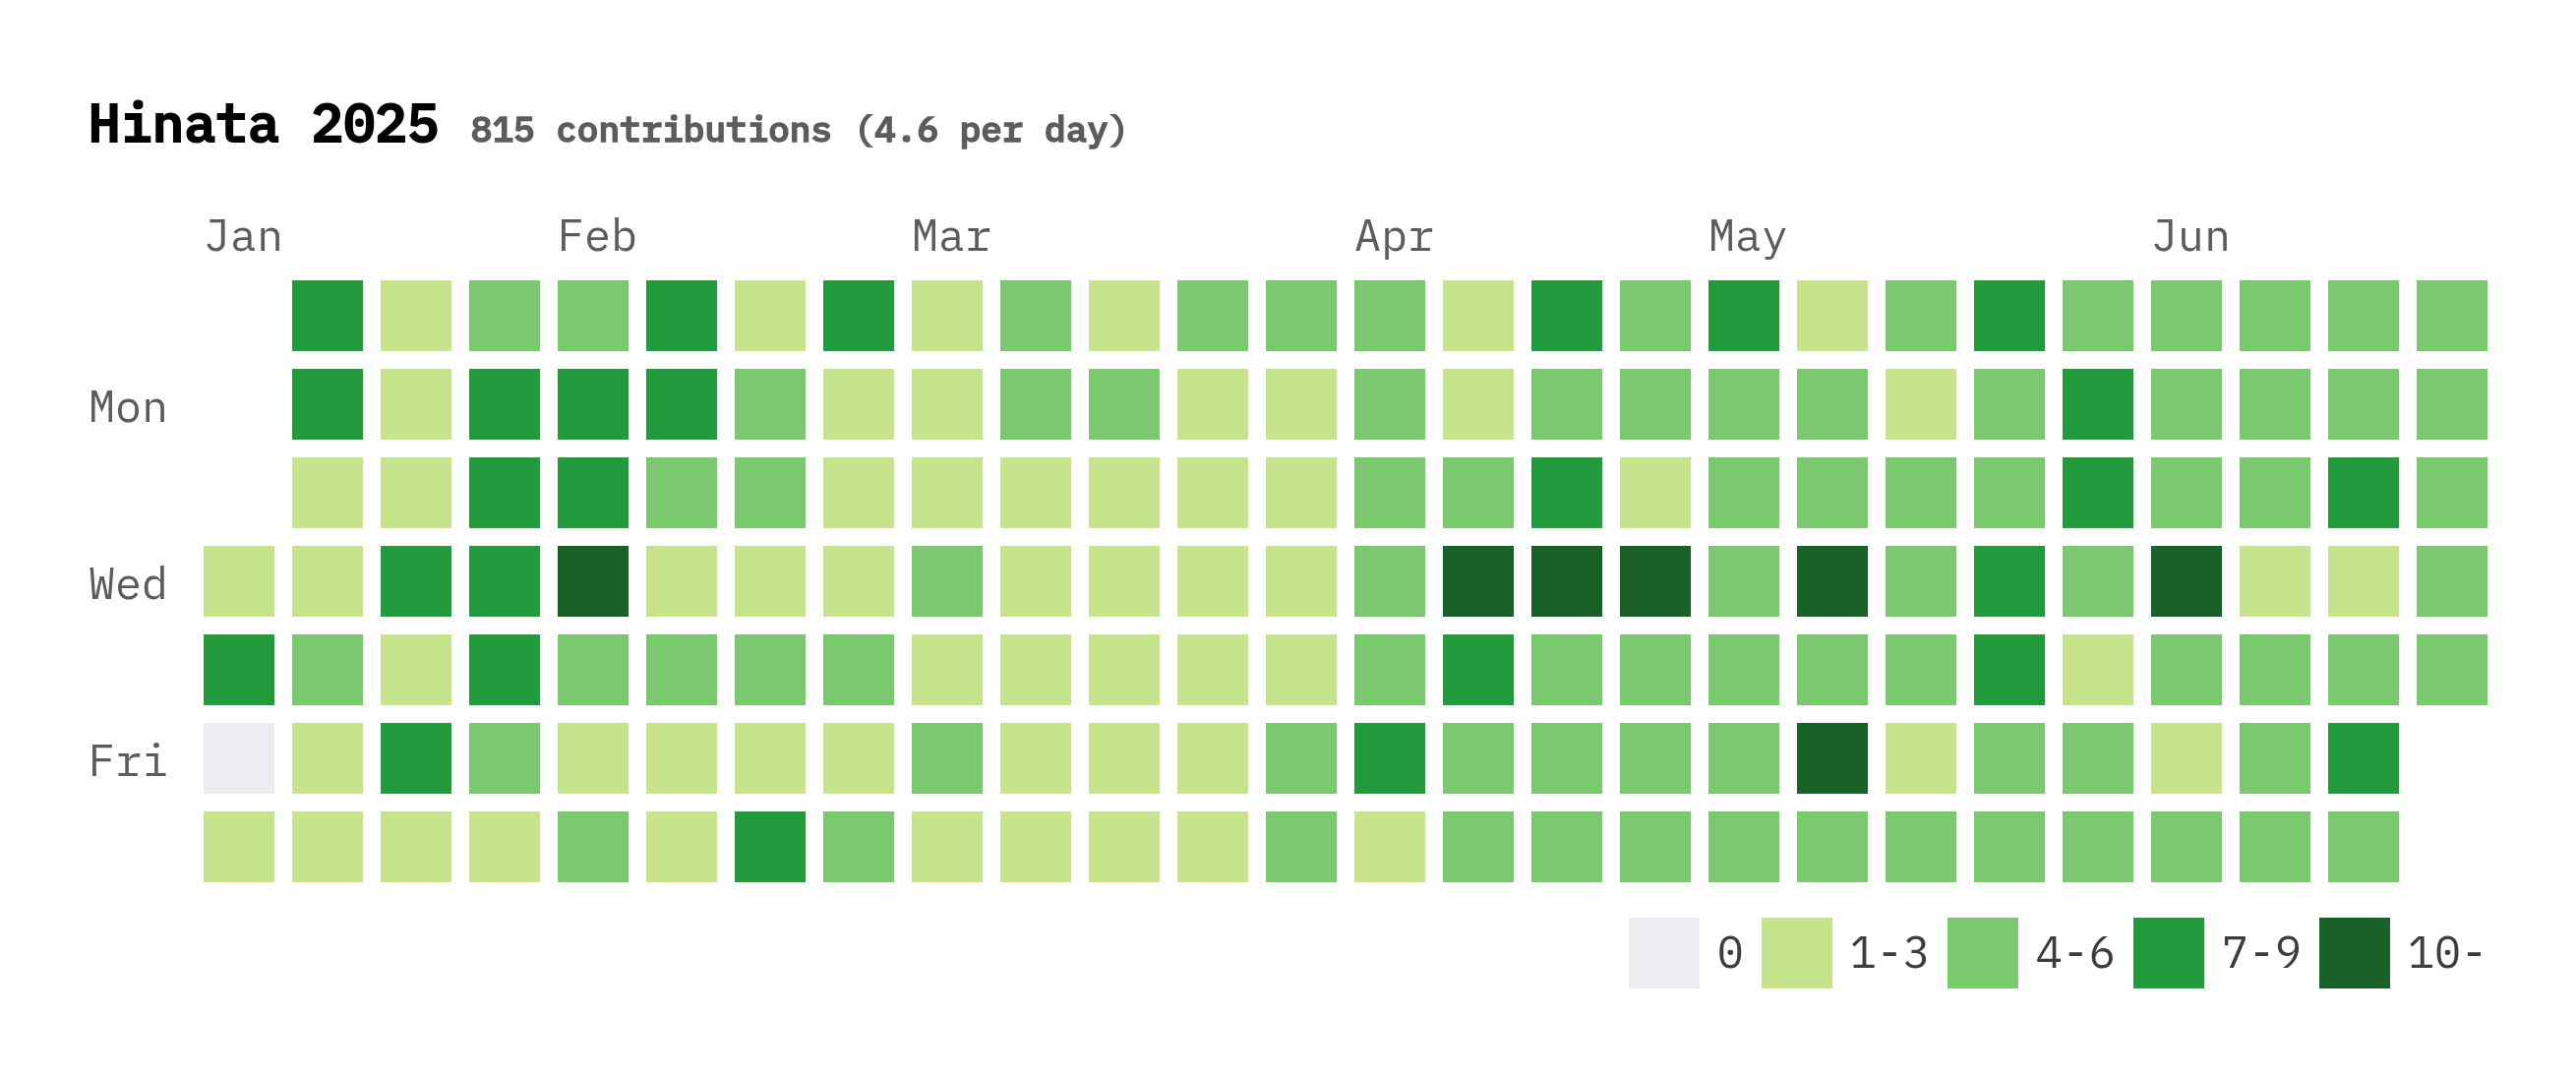 Hinata 2025 815 contributions (4.6 per day)
Jan Feb Mar Apr May Jun
Mon
Wed
Fri
0 1-3 4-6 7-9 10-